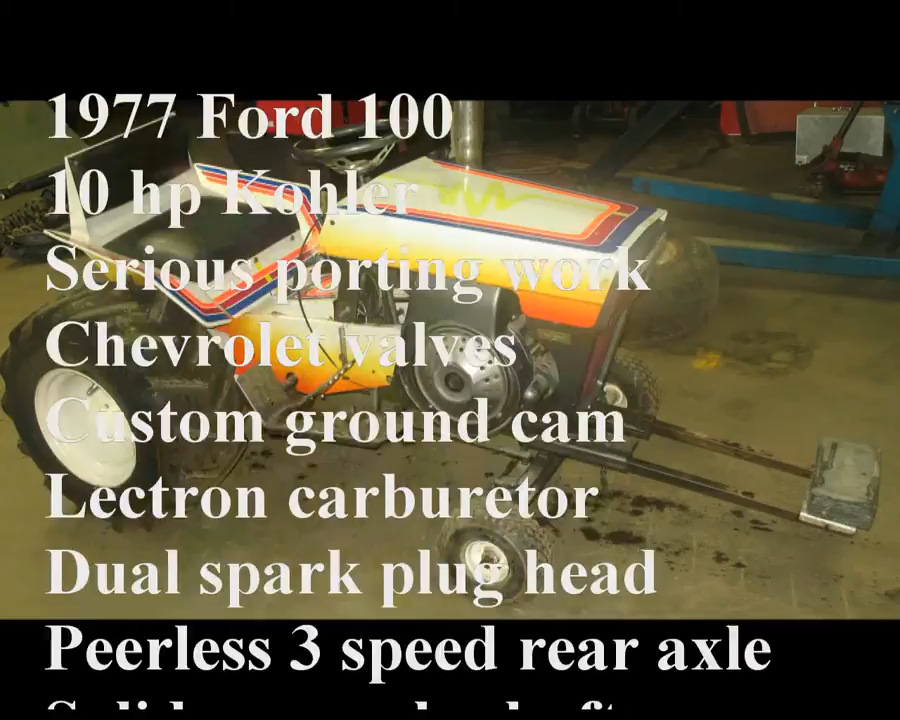 1977 Ford 100
10 hp Kohler
Serious porting work
Chevrolet valves
Custom ground cam
Lectron carburetor
Dual spark plug head
Peerless 3 speed rear axle